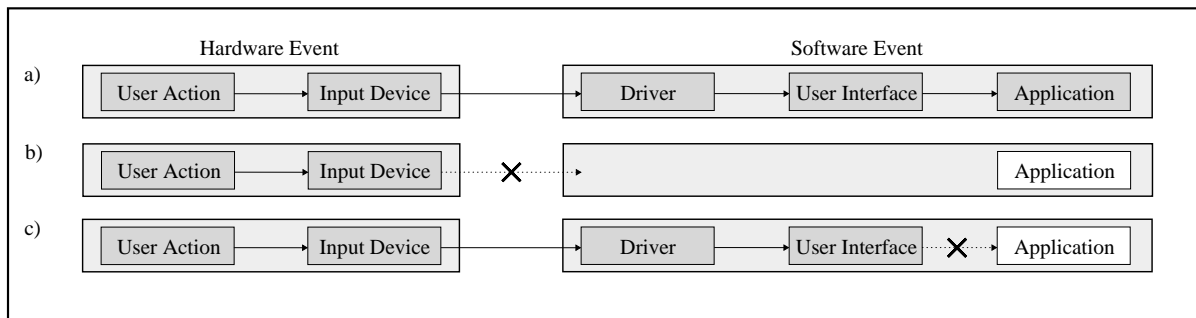 Hardware Event Software Event
a) User Action Input Device Driver User Interface Application
b) User Action Input Device Application
c) User Action Input Device Driver User Interface Application